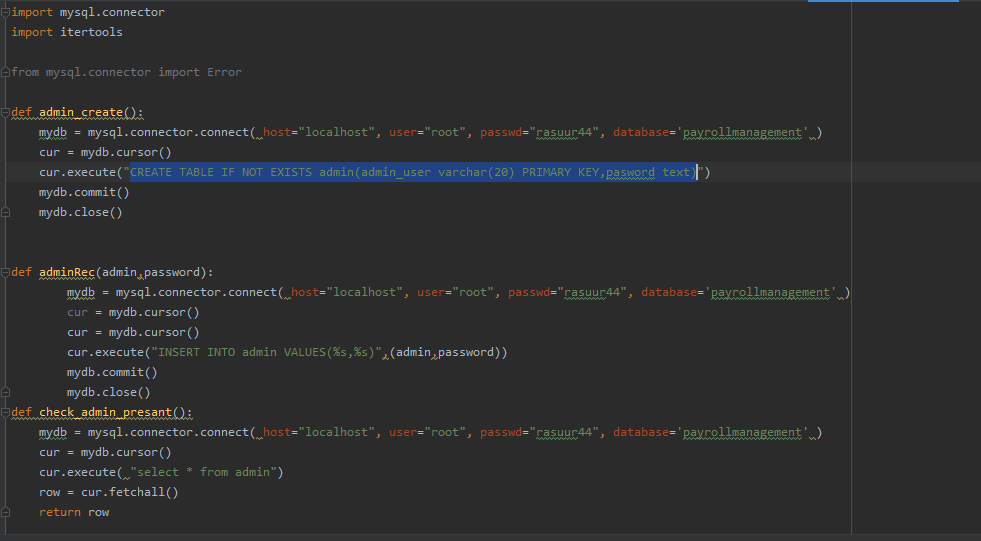 import mysql.connector
import itertools
from mysql.connector import Error
def admin_create():
mydb = mysql.connector.connect( host="localhost", user="root", passwd="rasuur44", database='payrollmanagement' )
cur = mydb.cursor()
cur.execute("CREATE TABLE IF NOT EXISTS admin(admin_user varchar(20) PRIMARY KEY,pasword text)")
mydb.commit()
mydb.close()
def adminRec(admin,password):
mydb = mysql.connector.connect( host="localhost", user="root", passwd="rasuur44", database='payrollmanagement' )
cur = mydb.cursor()
cur = mydb.cursor()
cur.execute("INSERT INTO admin VALUES(%s,%s)",(admin,password))
mydb.commit()
mydb.close()
def check_admin_presant():
mydb = mysql.connector.connect( host="localhost", user="root", passwd="rasuur44", database='payrollmanagement' )
cur = mydb.cursor()
cur.execute( "select * from admin")
row = cur.fetchall()
return row